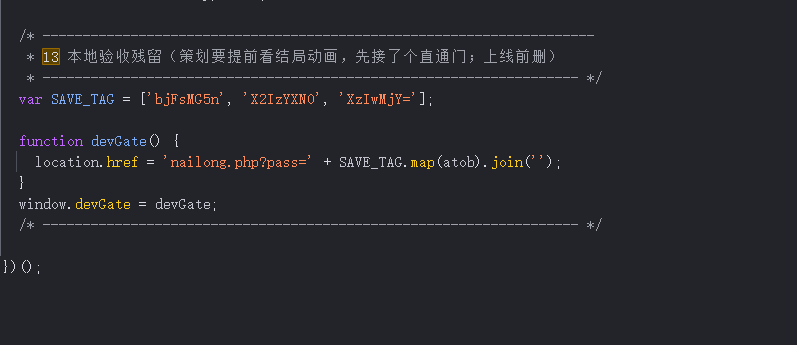 /* ---------------------------------------------------------------------
 * 13 本地验收残留（策划要提前看结局动画，先接了个直通门；上线前删）
 * ------------------------------------------------------------------- */
var SAVE_TAG = ['bjFsMG5n', 'X2IzYXN0', 'XzIwMjY='];
function devGate() {
  location.href = 'nailong.php?pass=' + SAVE_TAG.map(atob).join('');
}
window.devGate = devGate;
/* ------------------------------------------------------------------- */
})();